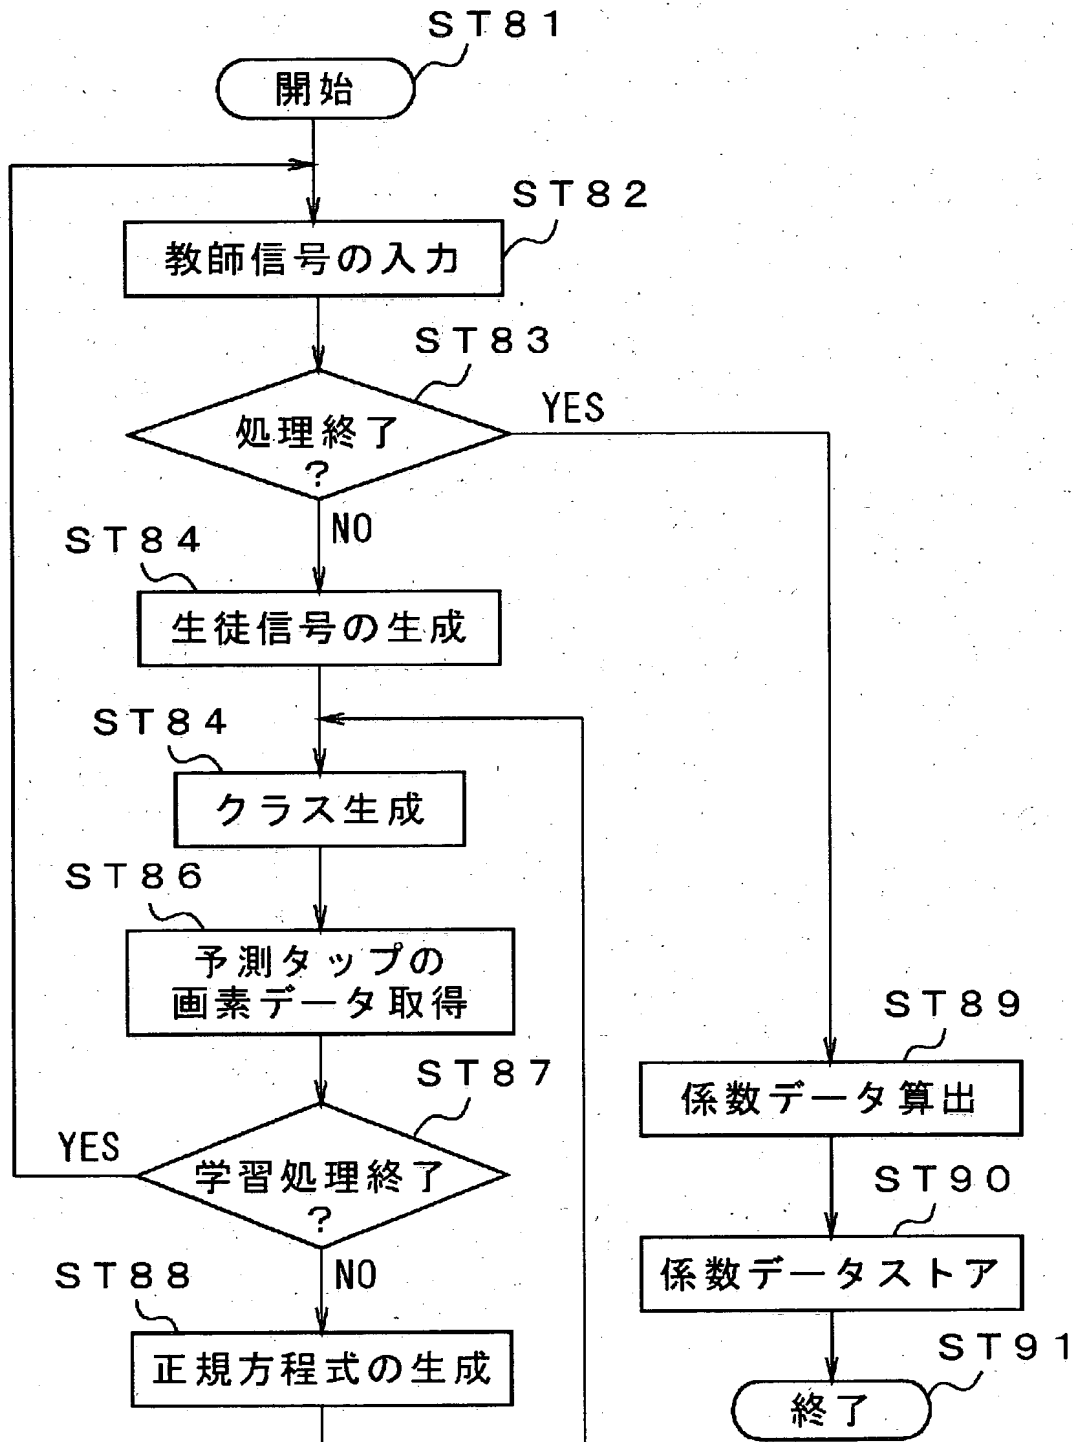 ST81
開始
ST82
教師信号の入力
ST83
処理終了
?
YES
NO
ST84
生徒信号の生成
ST84
クラス生成
ST86
予測タップの
画素データ取得
ST87
学習処理終了
?
YES
NO
ST88
正規方程式の生成
ST89
係数データ算出
ST90
係数データストア
ST91
終了